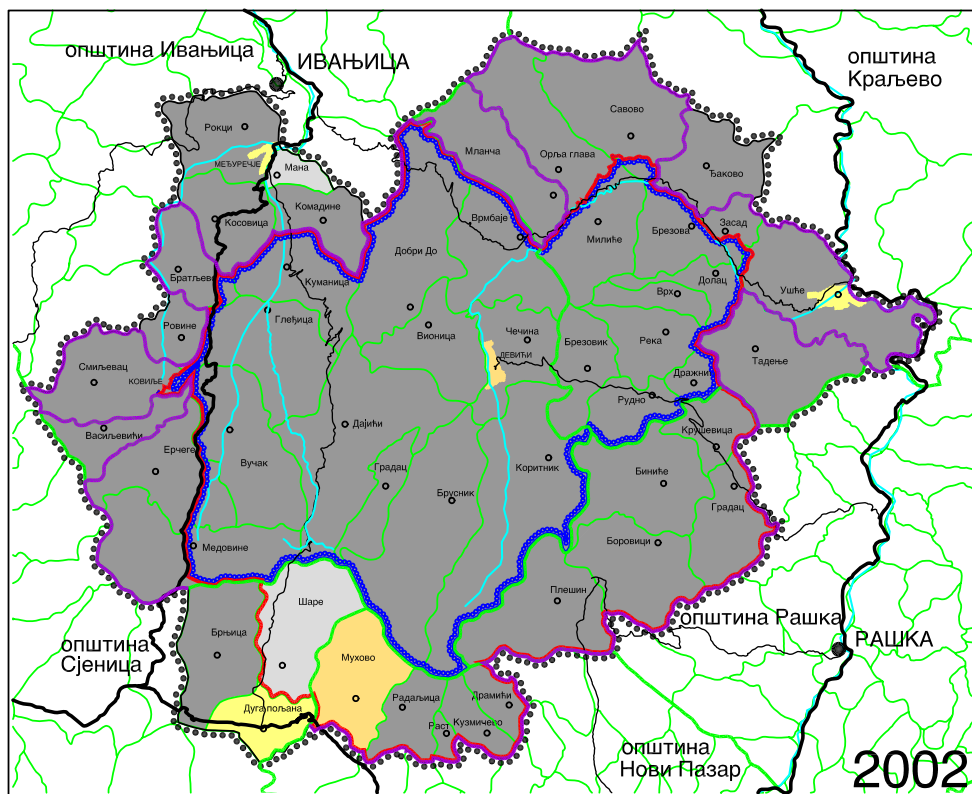 општина Ивањица
ИВАЊИЦА
општина
Краљево
Рокци
Савово
Мланча
Орља глава
МЕЂУРЕЧЈЕ
Мана
Ђаково
Комадине
Косовица
Врмбаје
Милиће
Брезова
Засад
Добри До
Братљево
Куманица
Долац
Врх
Ушће
Глеђица
Ровине
Вионица
Чечина
Брезовик
Река
Тадење
ДЕВИЋИ
Смиљевац
КОВИЉЕ
Дражнић
Рудно
Васиљевићи
Дајићи
Крушевица
Ерчеге
Вучак
Градац
Коритник
Биниће
Брусник
Градац
Медовине
Боровици
Плешин
Шаре
општина Рашка
РАШКА
општина
Сјеница
Брњица
Мухово
Дуга пољана
Радаљица
Драмићи
Раст
Кузмичево
општина
Нови Пазар
2002